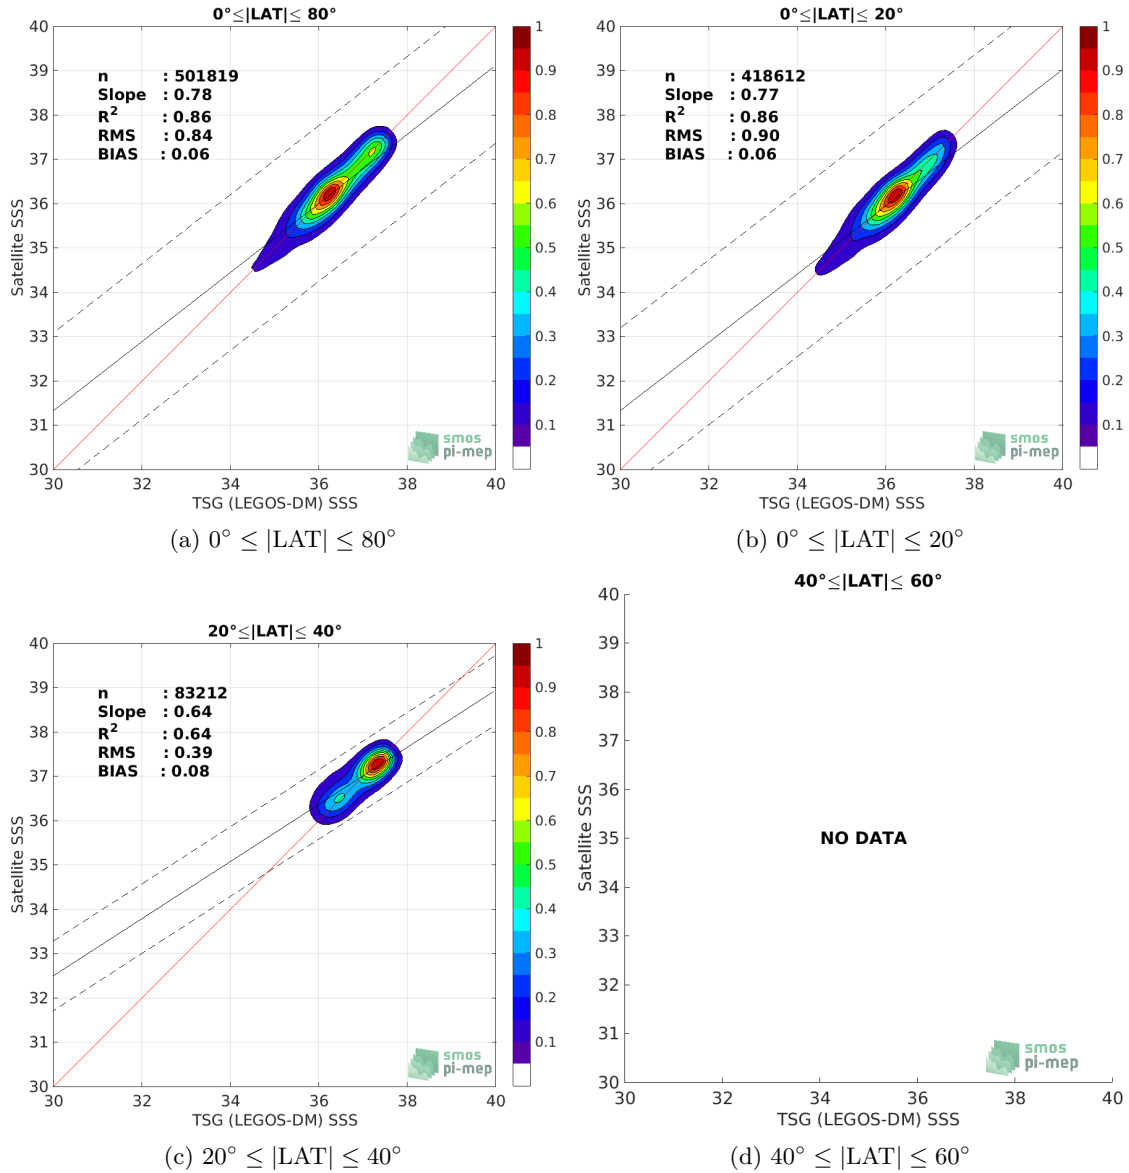 0°≤|LAT|≤ 80°
40
39
38
37
36
35
34
33
32
31
30
Satellite SSS
n : 501819
Slope : 0.78
R2 : 0.86
RMS : 0.84
BIAS : 0.06
smos
pi-mep
30 32 34 36 38 40
TSG (LEGOS-DM) SSS
1
0.9
0.8
0.7
0.6
0.5
0.4
0.3
0.2
0.1
(a) 0° ≤ |LAT| ≤ 80°
0°≤|LAT|≤ 20°
40
39
38
37
36
35
34
33
32
31
30
Satellite SSS
n : 418612
Slope : 0.77
R2 : 0.86
RMS : 0.90
BIAS : 0.06
smos
pi-mep
30 32 34 36 38 40
TSG (LEGOS-DM) SSS
1
0.9
0.8
0.7
0.6
0.5
0.4
0.3
0.2
0.1
(b) 0° ≤ |LAT| ≤ 20°
20°≤|LAT|≤ 40°
40
39
38
37
36
35
34
33
32
31
30
Satellite SSS
n : 83212
Slope : 0.64
R2 : 0.64
RMS : 0.39
BIAS : 0.08
smos
pi-mep
30 32 34 36 38 40
TSG (LEGOS-DM) SSS
1
0.9
0.8
0.7
0.6
0.5
0.4
0.3
0.2
0.1
(c) 20° ≤ |LAT| ≤ 40°
40°≤|LAT|≤ 60°
40
39
38
37
36
35
34
33
32
31
30
Satellite SSS
NO DATA
smos
pi-mep
30 32 34 36 38 40
TSG (LEGOS-DM) SSS
(d) 40° ≤ |LAT| ≤ 60°